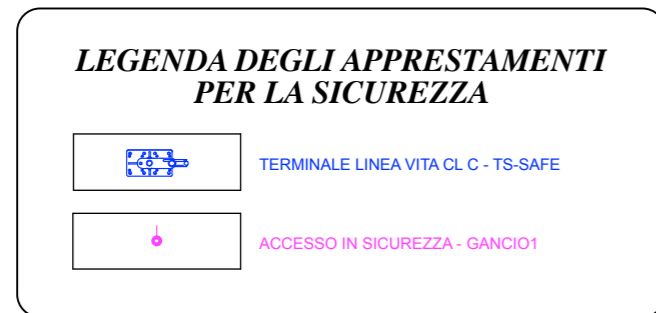 LEGENDA DEGLI APPRESTAMENTI
PER LA SICUREZZA
TERMINALE LINEA VITA CL C - TS-SAFE
ACCESSO IN SICUREZZA - GANCIO1